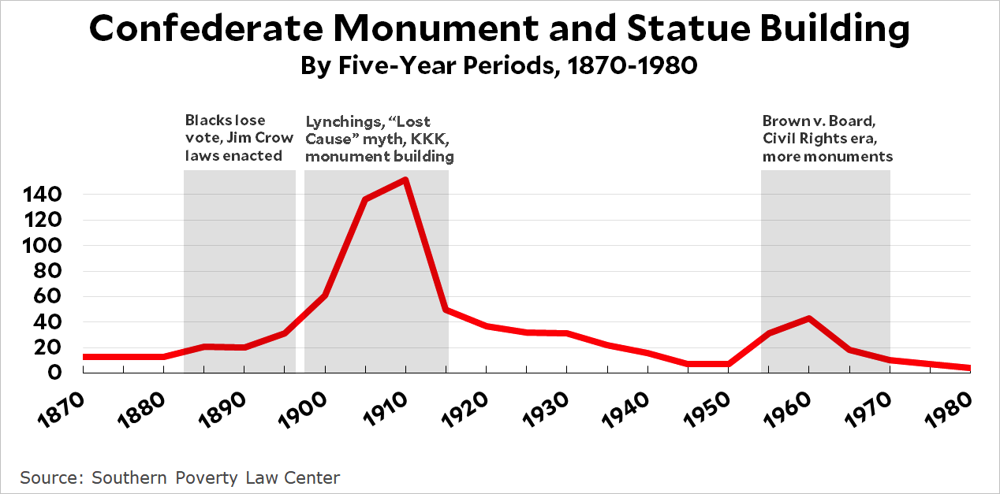 Confederate Monument and Statue Building
By Five-Year Periods, 1870-1980
Blacks lose
vote, Jim Crow
laws enacted
Lynchings, “Lost
Cause” myth, KKK,
monument building
Brown v. Board,
Civil Rights era,
more monuments
140
120
100
80
60
40
20
0
1870
1880
1890
1900
1910
1920
1930
1940
1950
1960
1970
1980
Source: Southern Poverty Law Center